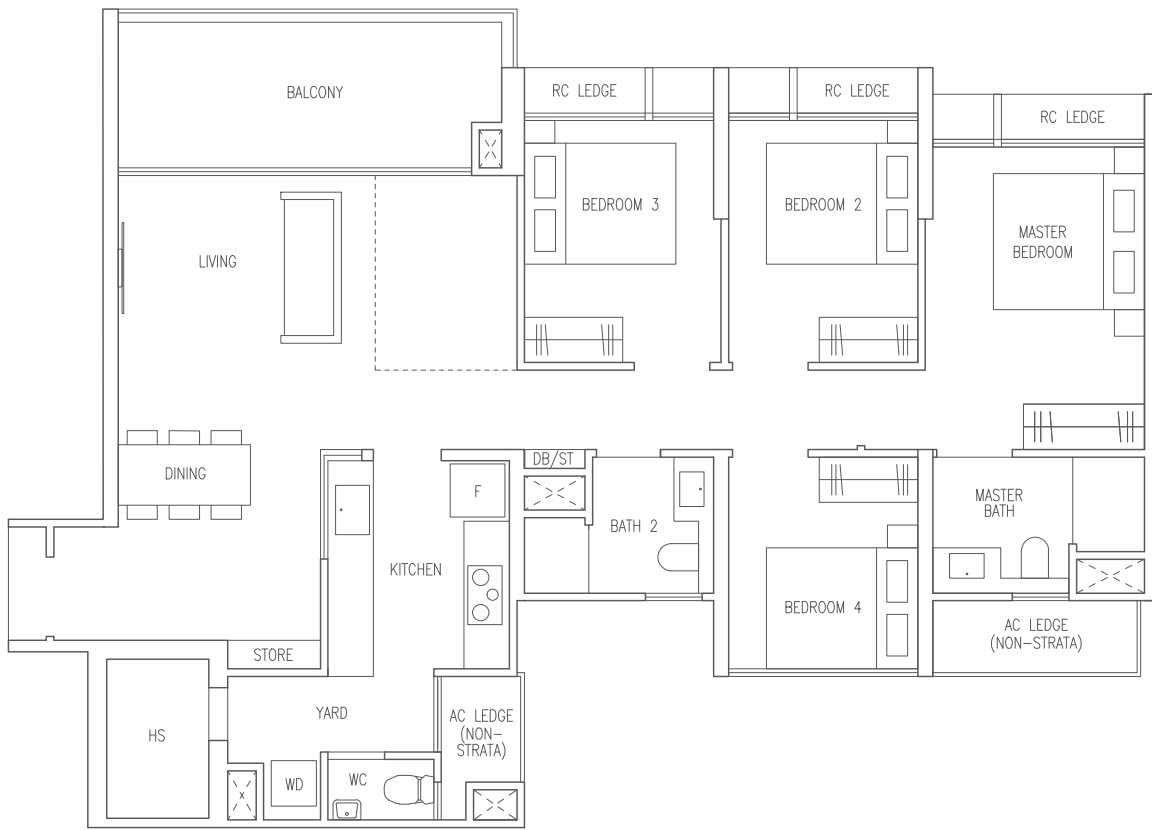 BALCONY
RC LEDGE
RC LEDGE
RC LEDGE
BEDROOM 3
BEDROOM 2
MASTER
BEDROOM
LIVING
DINING
DB/ST
F
BATH 2
MASTER
BATH
KITCHEN
BEDROOM 4
AC LEDGE
(NON-STRATA)
STORE
HS
YARD
AC LEDGE
(NON-
STRATA)
WD
WC